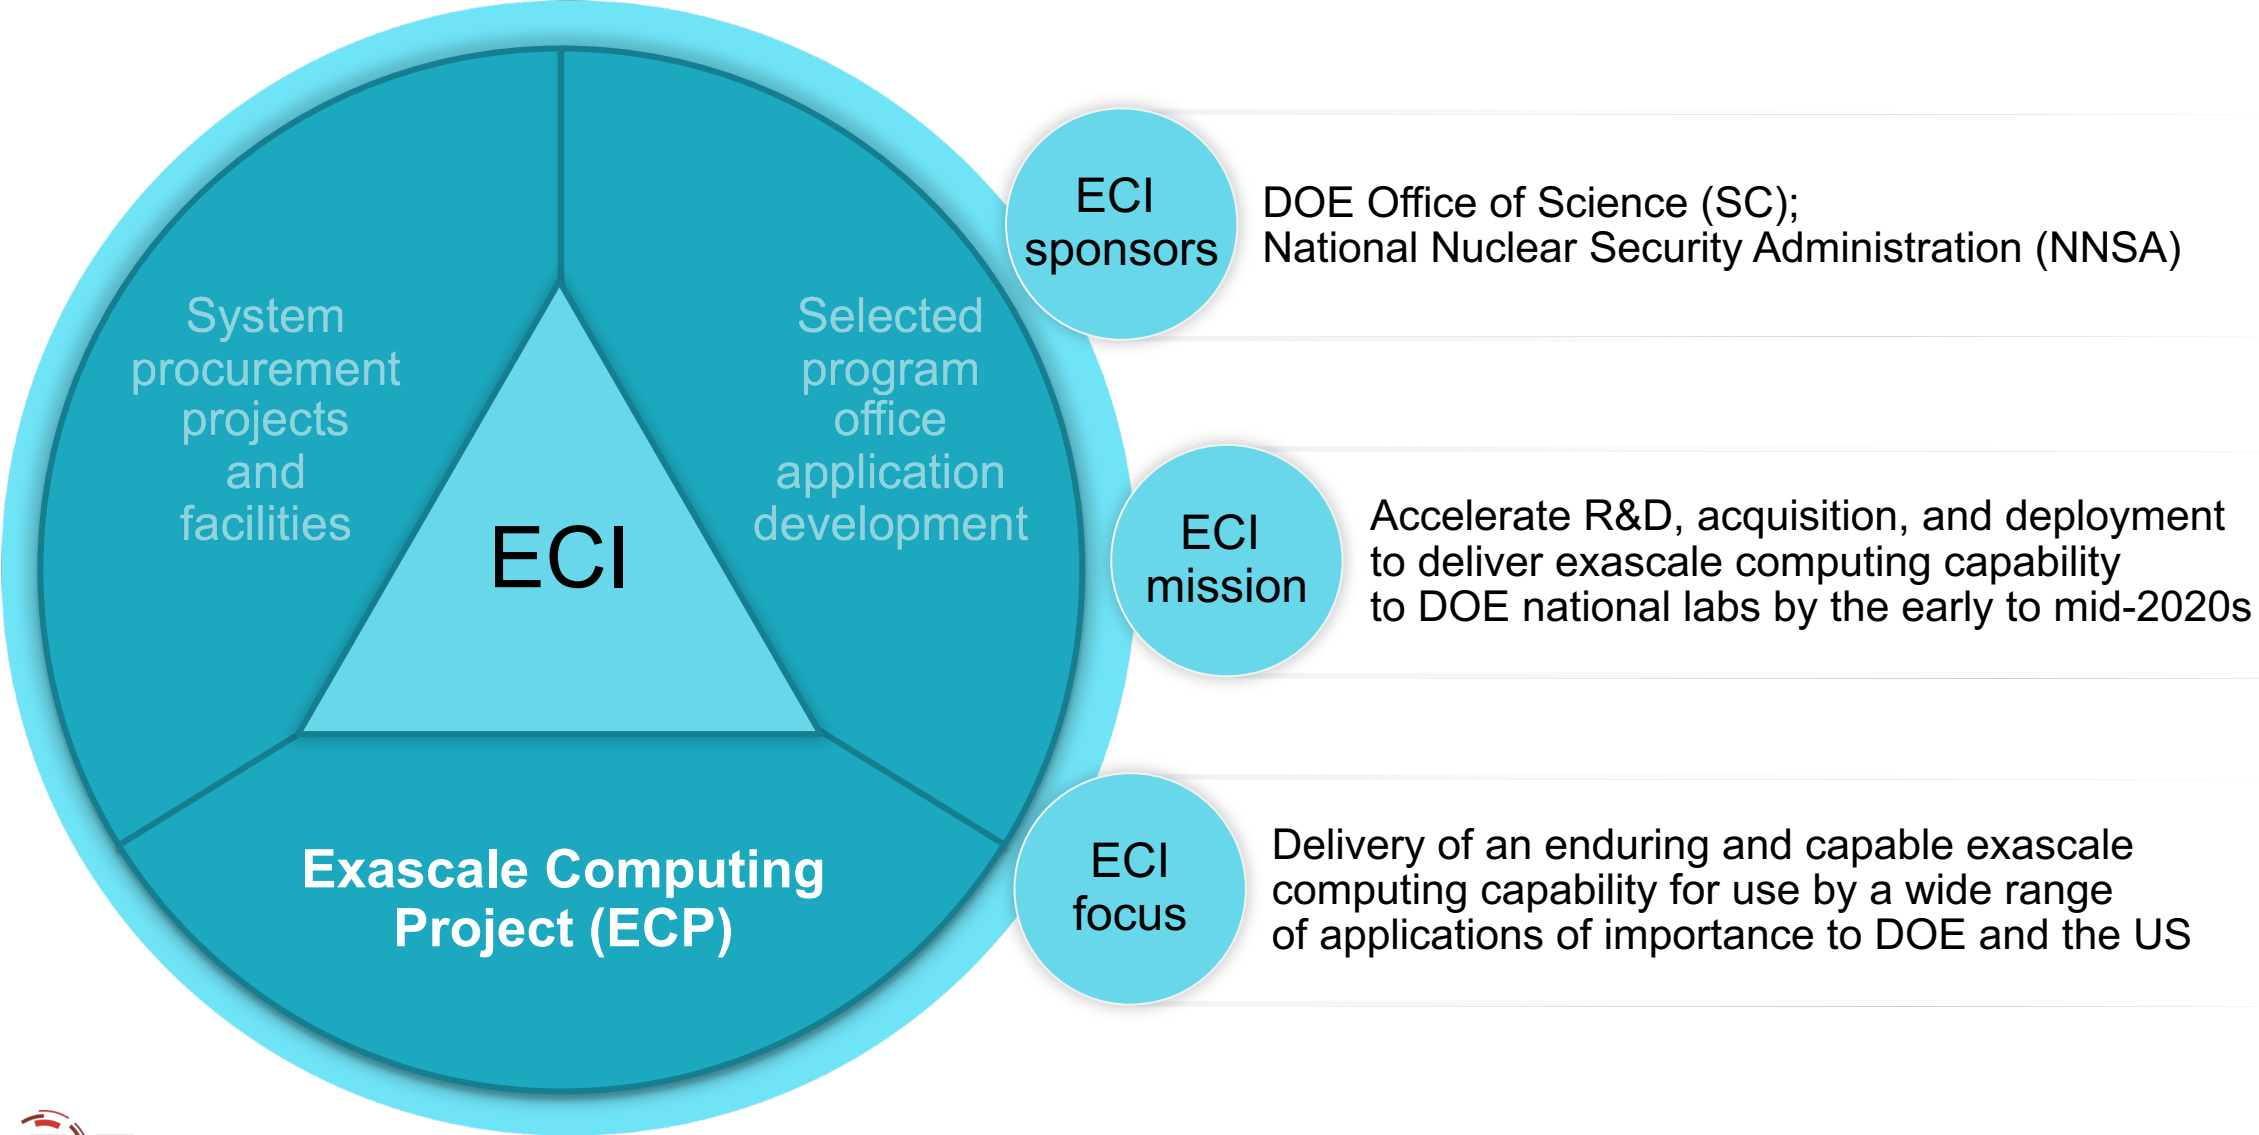 System
procurement
projects
and
facilities
Selected
program
office
application
development
ECI
Exascale Computing
Project (ECP)
ECI
sponsors
DOE Office of Science (SC);
National Nuclear Security Administration (NNSA)
ECI
mission
Accelerate R&D, acquisition, and deployment
to deliver exascale computing capability
to DOE national labs by the early to mid-2020s
ECI
focus
Delivery of an enduring and capable exascale
computing capability for use by a wide range
of applications of importance to DOE and the US